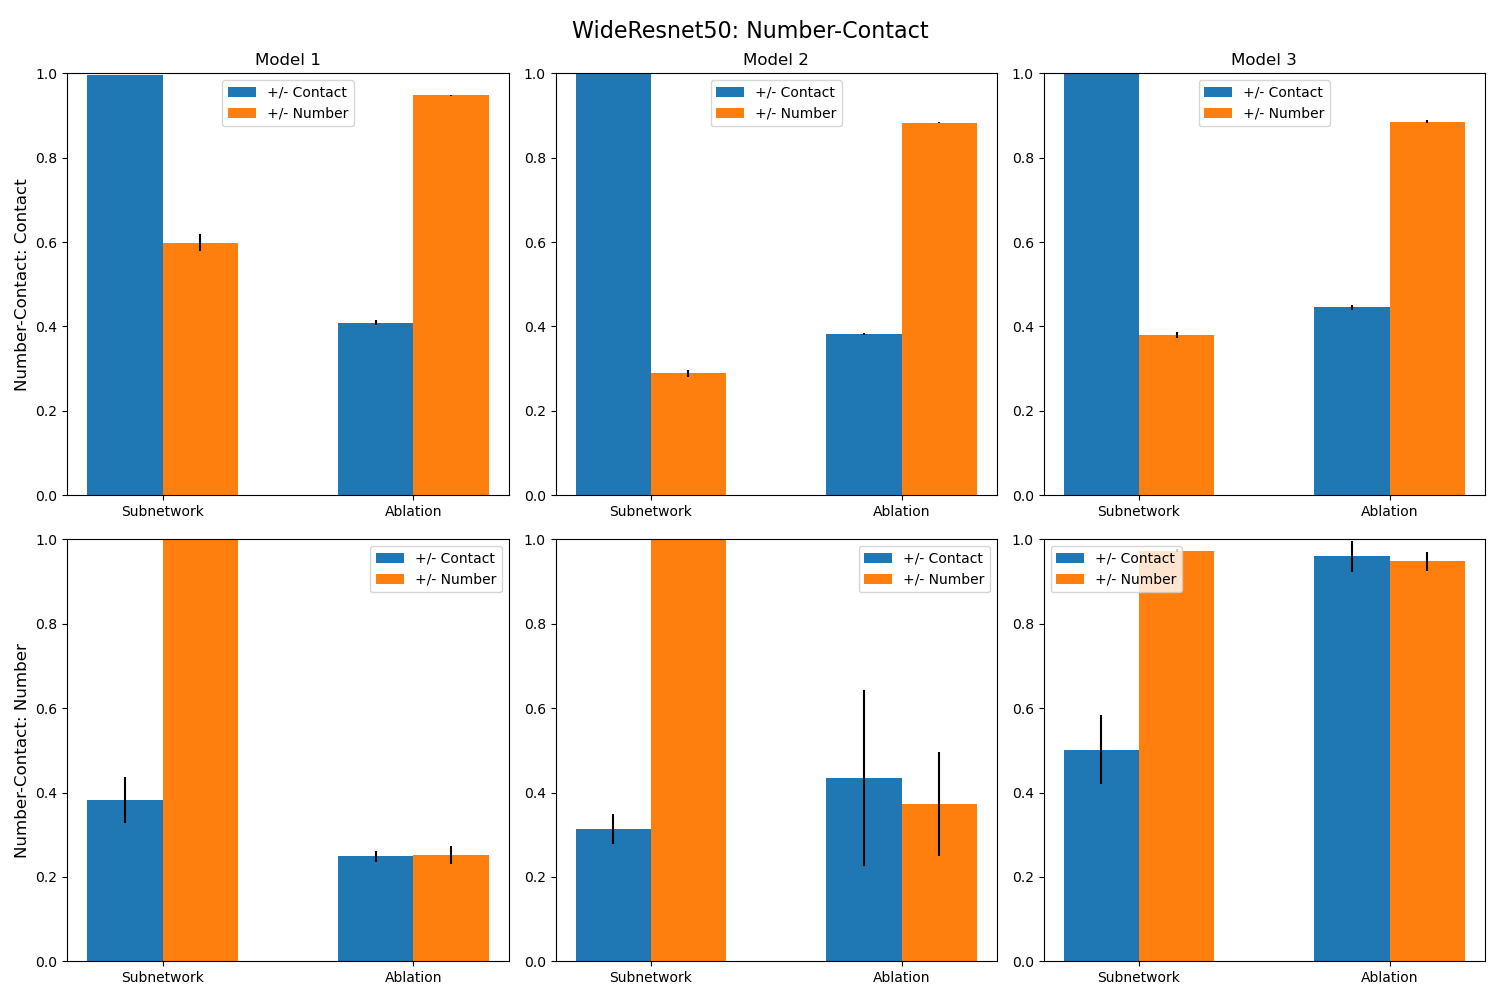 WideResnet50: Number-Contact
Model 1
Model 2
Model 3
Number-Contact: Contact
1.0
0.8
0.6
0.4
0.2
0.0
+/- Contact
+/- Number
Subnetwork
Ablation
1.0
0.8
0.6
0.4
0.2
0.0
+/- Contact
+/- Number
Subnetwork
Ablation
1.0
0.8
0.6
0.4
0.2
0.0
+/- Contact
+/- Number
Subnetwork
Ablation
Number-Contact: Number
1.0
0.8
0.6
0.4
0.2
0.0
+/- Contact
+/- Number
Subnetwork
Ablation
1.0
0.8
0.6
0.4
0.2
0.0
+/- Contact
+/- Number
Subnetwork
Ablation
1.0
0.8
0.6
0.4
0.2
0.0
+/- Contact
+/- Number
Subnetwork
Ablation